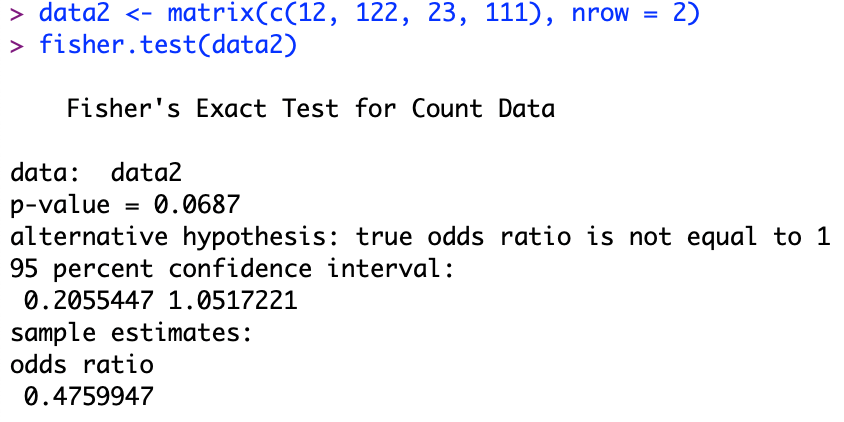 > data2 <- matrix(c(12, 122, 23, 111), nrow = 2)
> fisher.test(data2)
Fisher's Exact Test for Count Data
data:  data2
p-value = 0.0687
alternative hypothesis: true odds ratio is not equal to 1
95 percent confidence interval:
0.2055447 1.0517221
sample estimates:
odds ratio
0.4759947